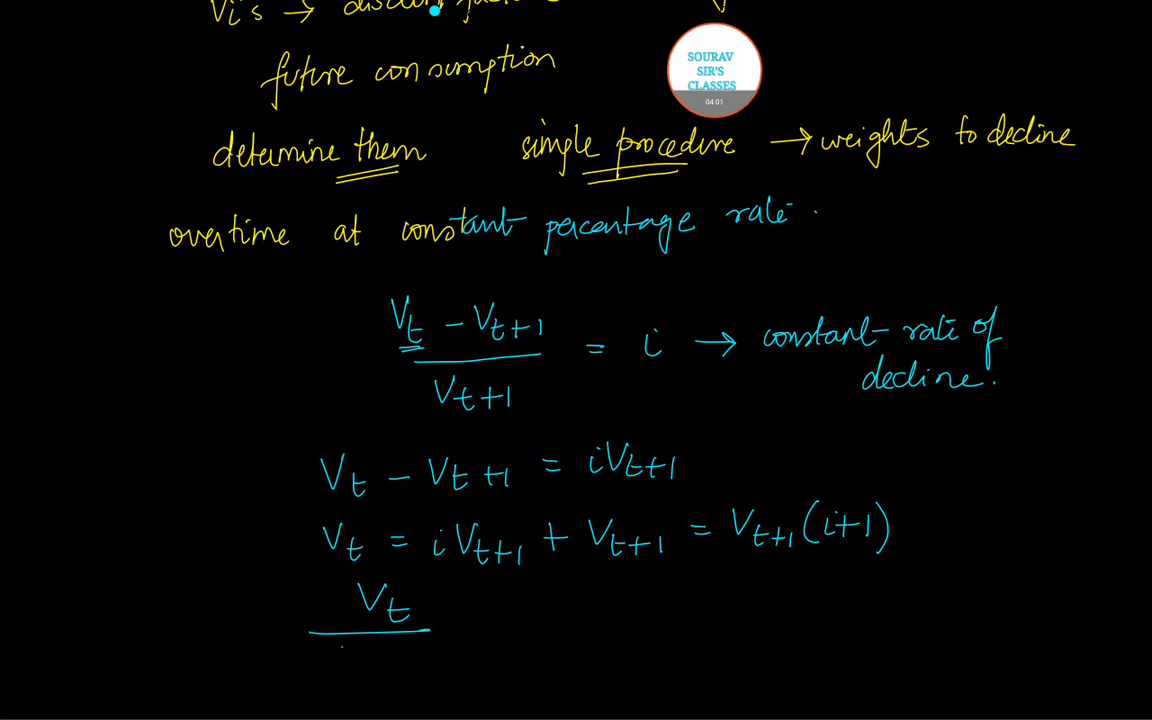 Vi's →
future consumption
SOURAV
SIR'S
CLASSES
04:01
determine them simple procedure → weights to decline
overtime at constant percentage rate.
Vt - Vt+1 / Vt+1 = i → constant rate of decline.
Vt - Vt+1 = iVt+1
Vt = iVt+1 + Vt+1 = Vt+1 (i+1)
Vt